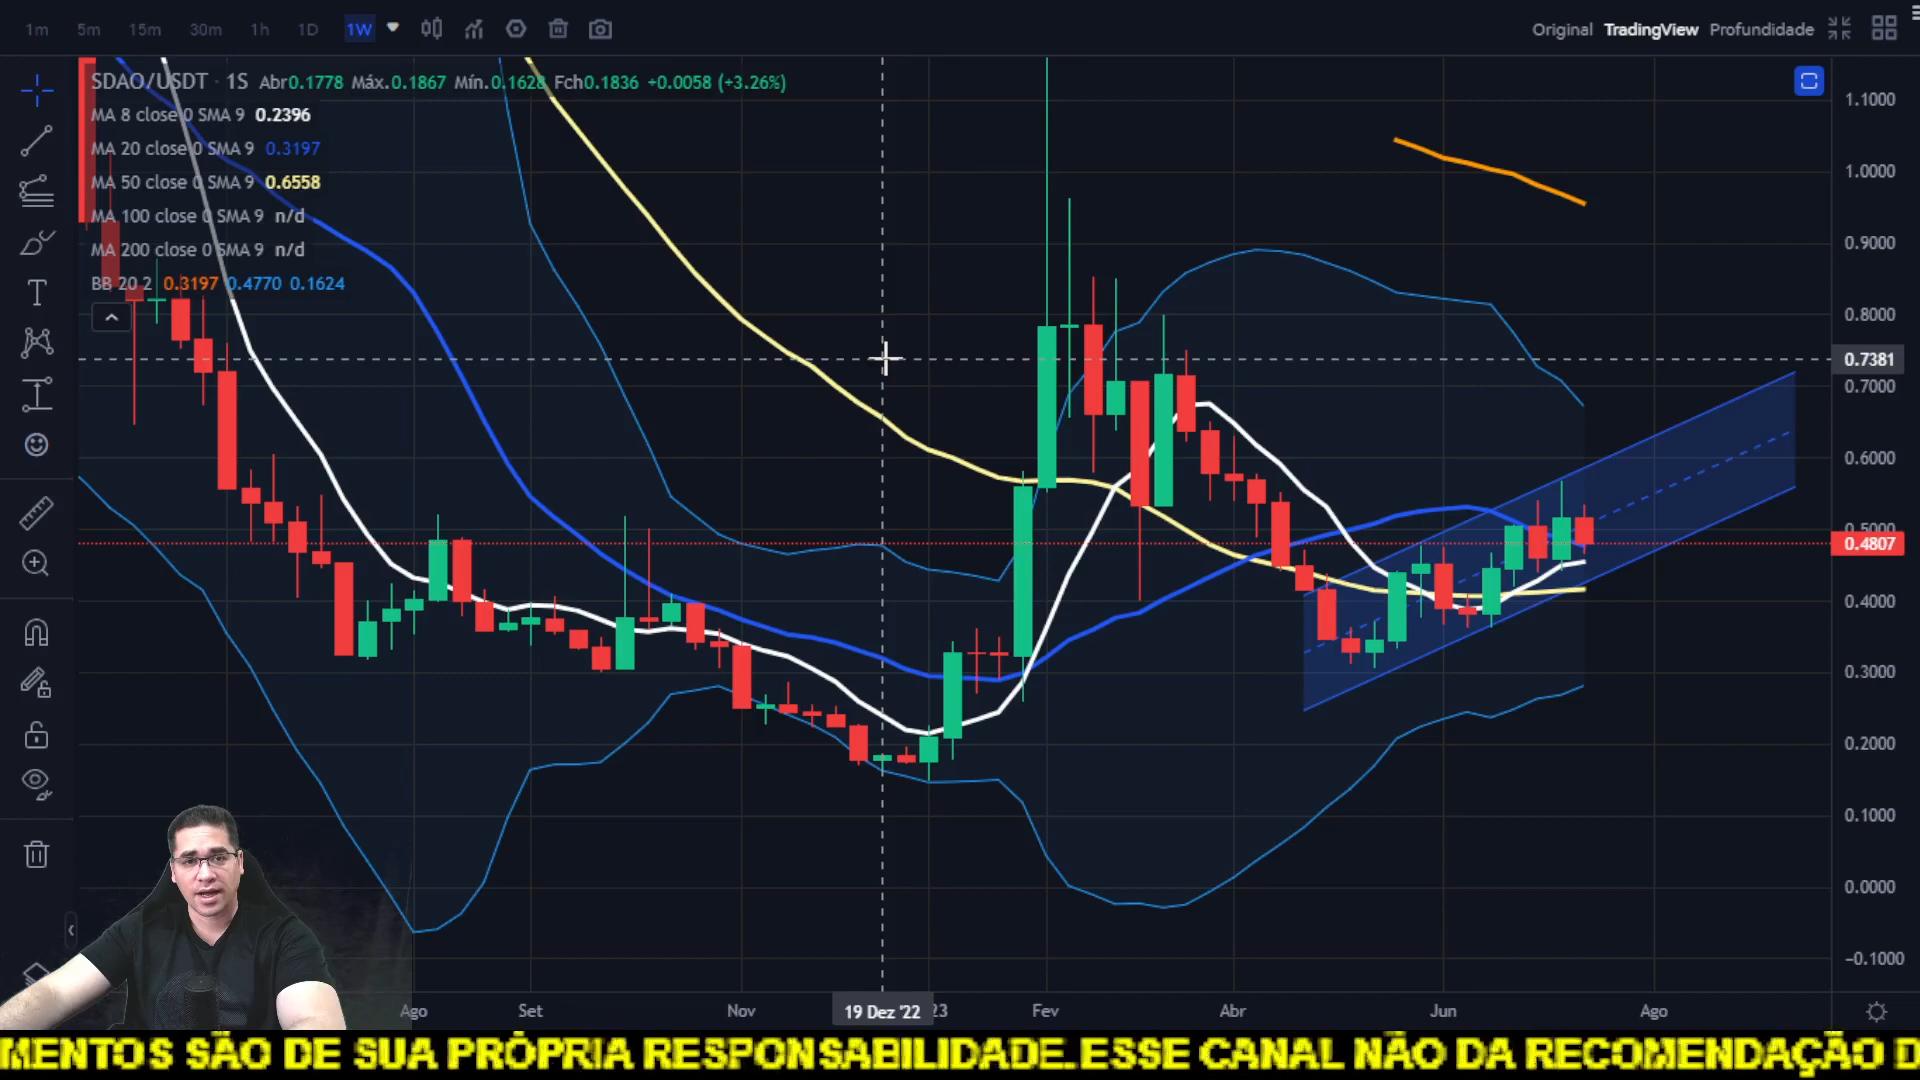 1m 5m 15m 30m 1h 1D 1W Original TradingView Profundidade
SDAO/USDT · 1S Abr0.1778 Máx.0.1867 Mín.0.1628 Fch0.1836 +0.0058 (+3.26%)
MA 8 close 0 SMA 9 0.2396
MA 20 close 0 SMA 9 0.3197
MA 50 close 0 SMA 9 0.6558
MA 100 close 0 SMA 9 n/d
MA 200 close 0 SMA 9 n/d
BB 20 2 0.3197 0.4770 0.1624
1.1000
1.0000
0.9000
0.8000
0.7381
0.7000
0.6000
0.5000
0.4807
0.4000
0.3000
0.2000
0.1000
0.0000
-0.1000
Ago Set Nov 19 Dez '22 23 Fev Abr Jun Ago
MENTOS SÃO DE SUA PRÓPRIA RESPONSABILIDADE.ESSE CANAL NÃO DA RECOMENDAÇÃO D